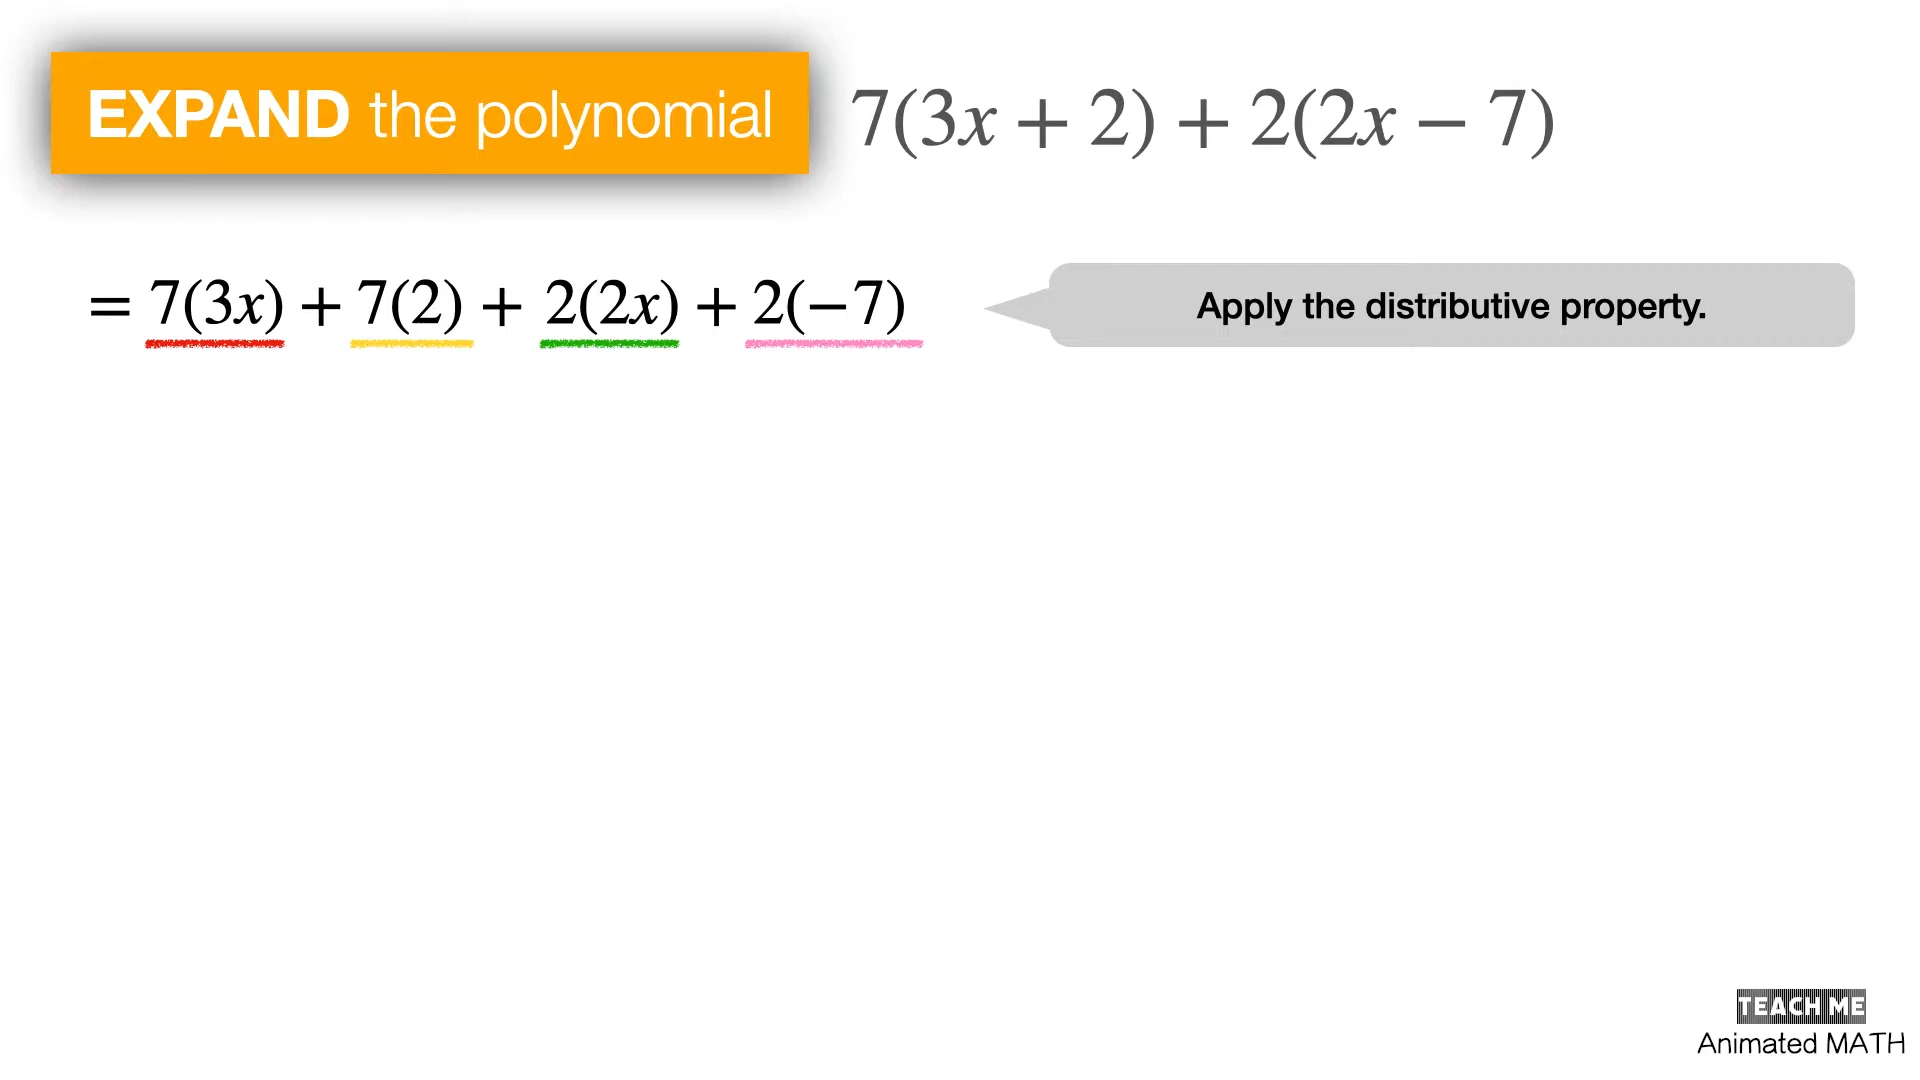 EXPAND the polynomial 7(3x + 2) + 2(2x − 7)
= 7(3x) + 7(2) + 2(2x) + 2(−7)
Apply the distributive property.
TEACH ME
Animated MATH